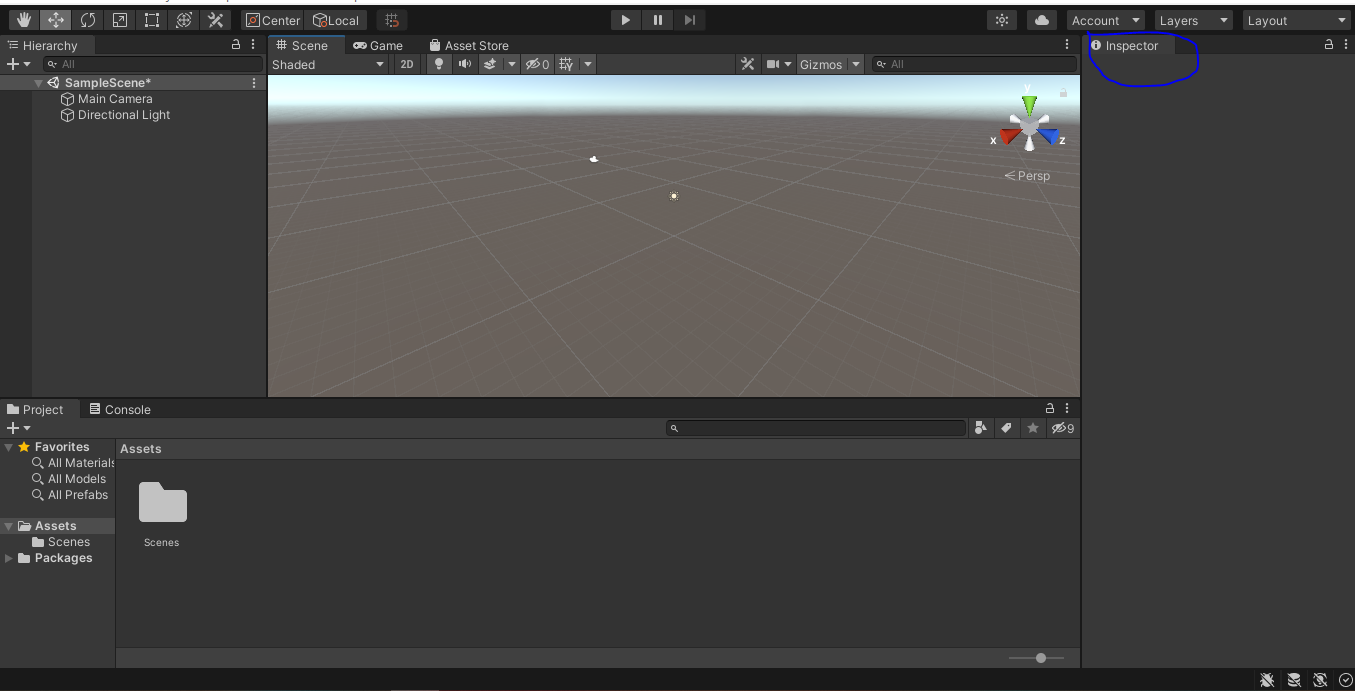 Center Local Account Layers Layout
Hierarchy Scene Game Asset Store Inspector
All Shaded 2D 0 Gizmos All
SampleScene*
Main Camera
Directional Light
y
x z
Persp
Project Console
9
Favorites Assets
All Materials
All Models
All Prefabs
Assets
Scenes Scenes
Packages